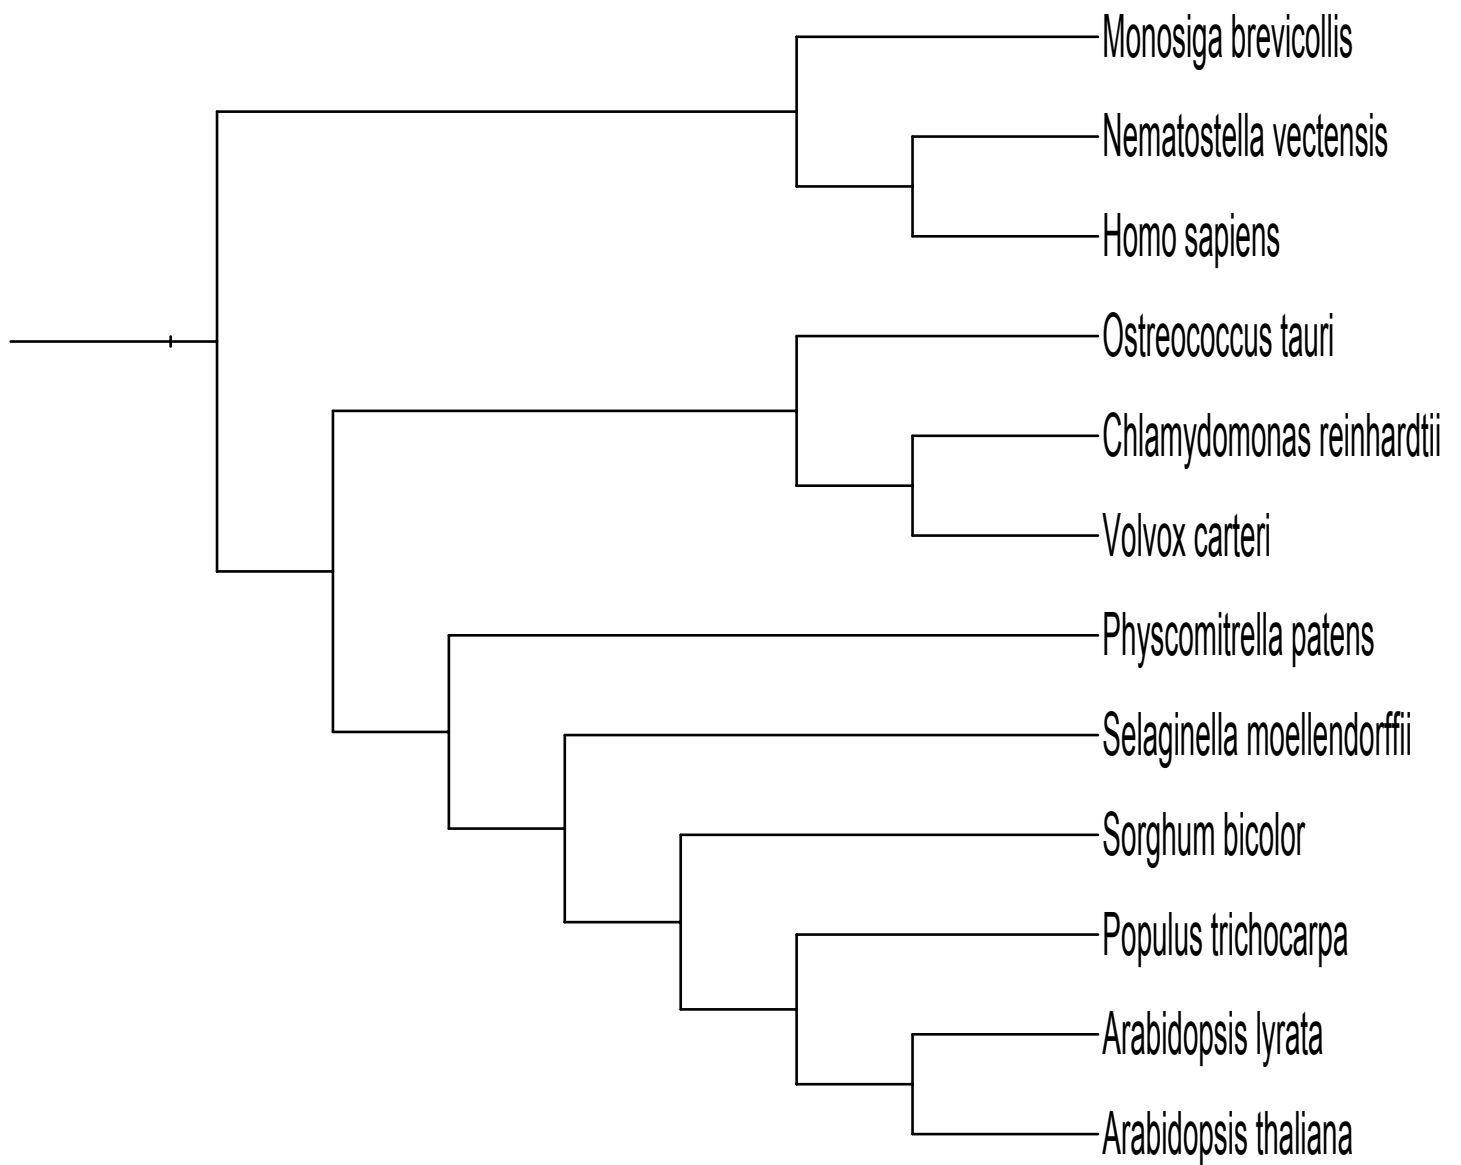 Monosiga brevicollis
Nematostella vectensis
Homo sapiens
Ostreococcus tauri
Chlamydomonas reinhardtii
Volvox carteri
Physcomitrella patens
Selaginella moellendorffii
Sorghum bicolor
Populus trichocarpa
Arabidopsis lyrata
Arabidopsis thaliana